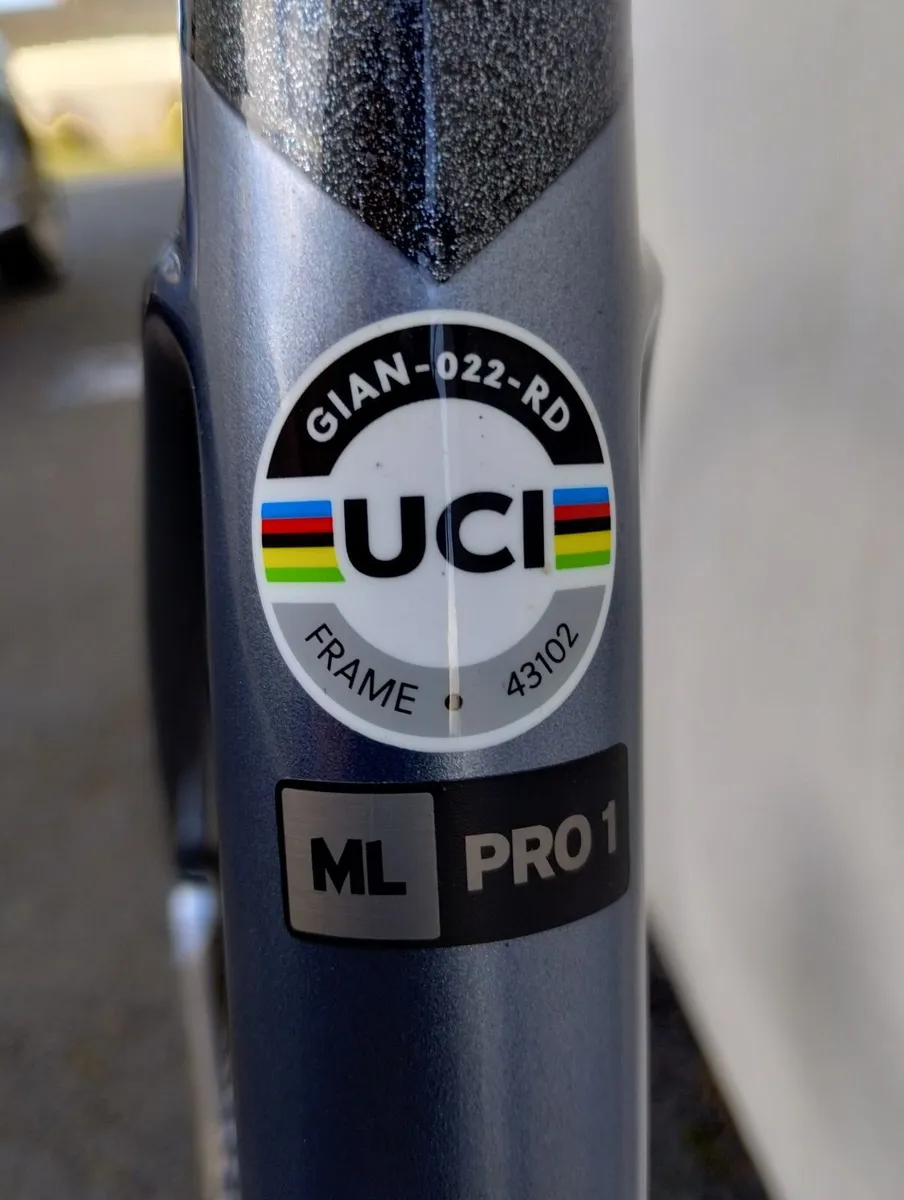 GIAN-022-RD
UCI
FRAME • 43102
ML PRO 1